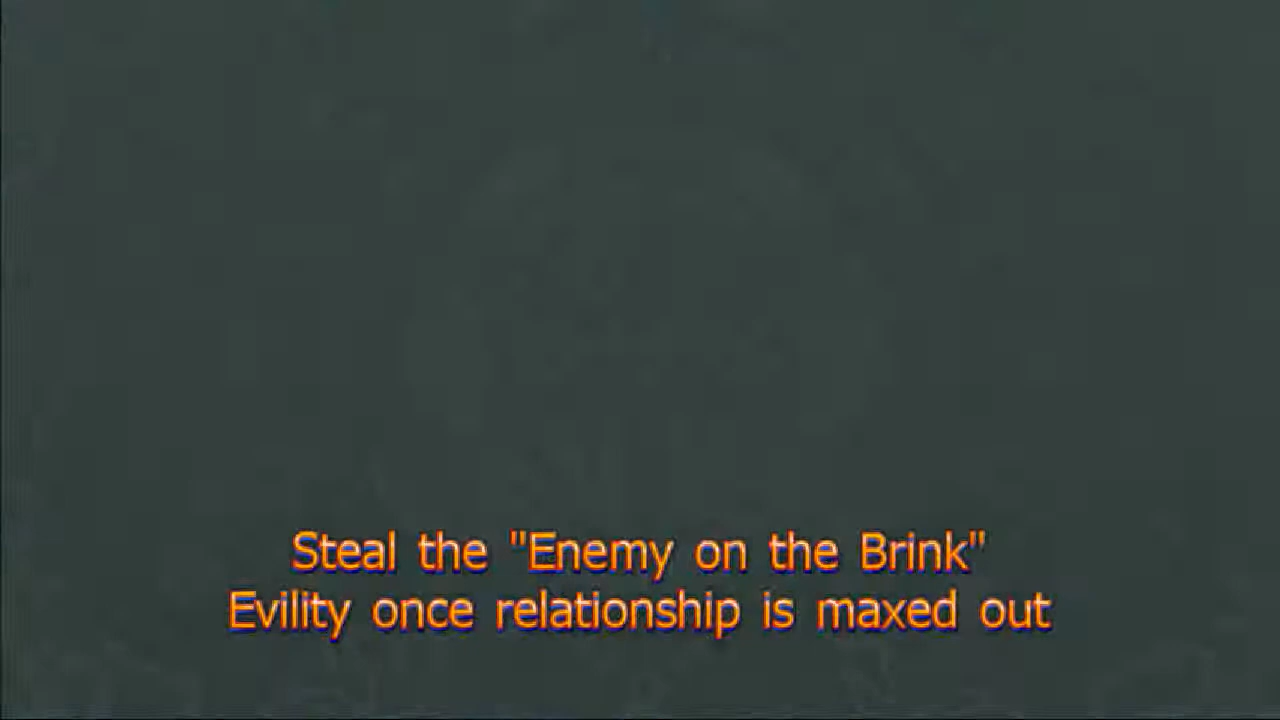 Steal the "Enemy on the Brink"
Evility once relationship is maxed out